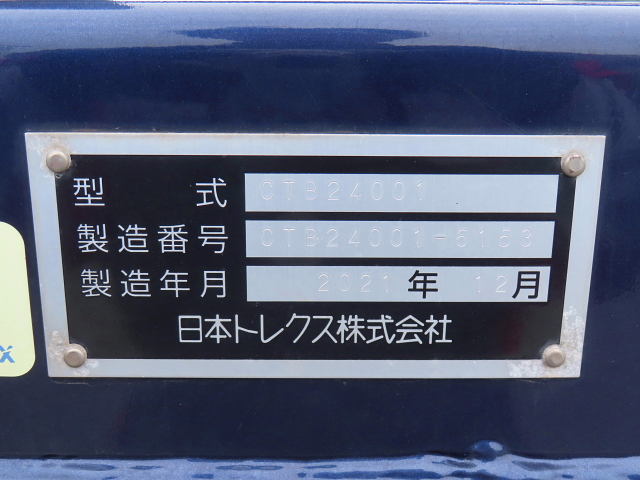 型式 CTB24001
製造番号 CTB24001-6153
製造年月 2021年 12月
日本トレクス株式会社
X